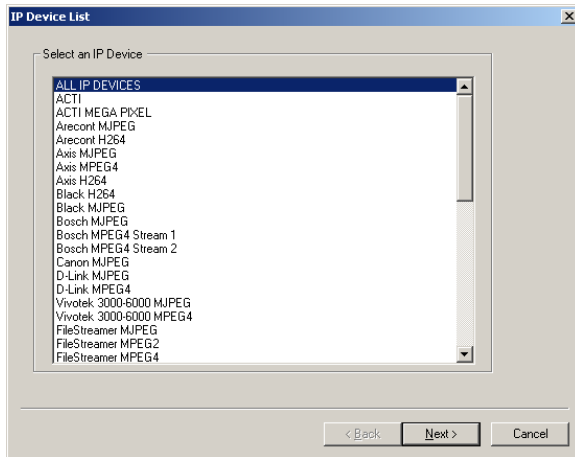 IP Device List
Select an IP Device
ALL IP DEVICES
ACTI
ACTI MEGA PIXEL
Arecont MJPEG
Arecont H264
Axis MJPEG
Axis MPEG4
Axis H264
Black H264
Black MJPEG
Bosch MJPEG
Bosch MPEG4 Stream 1
Bosch MPEG4 Stream 2
Canon MJPEG
D-Link MJPEG
D-Link MPEG4
Vivotek 3000-6000 MJPEG
Vivotek 3000-6000 MPEG4
FileStreamer MJPEG
FileStreamer MPEG2
FileStreamer MPEG4
< Back Next > Cancel